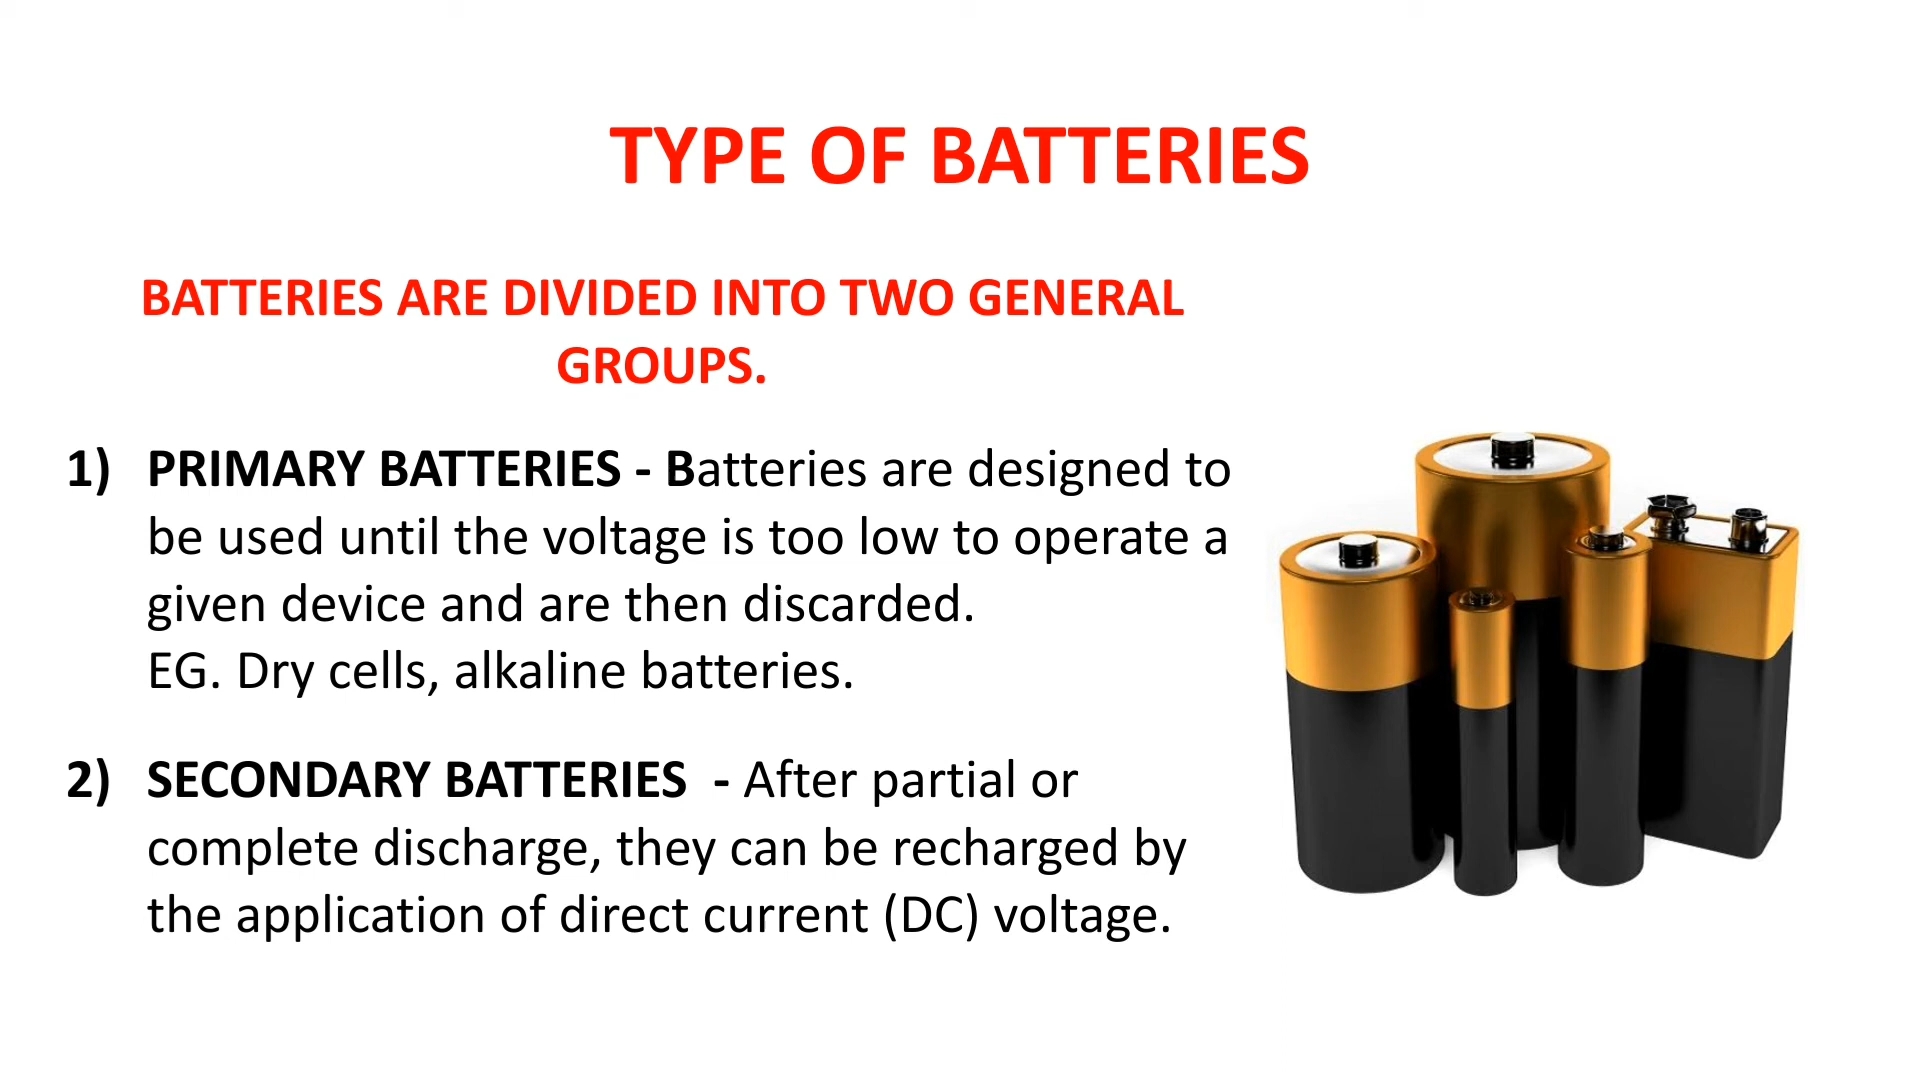 TYPE OF BATTERIES
BATTERIES ARE DIVIDED INTO TWO GENERAL
GROUPS.
1) PRIMARY BATTERIES - Batteries are designed to
be used until the voltage is too low to operate a
given device and are then discarded.
EG. Dry cells, alkaline batteries.
2) SECONDARY BATTERIES  - After partial or
complete discharge, they can be recharged by
the application of direct current (DC) voltage.